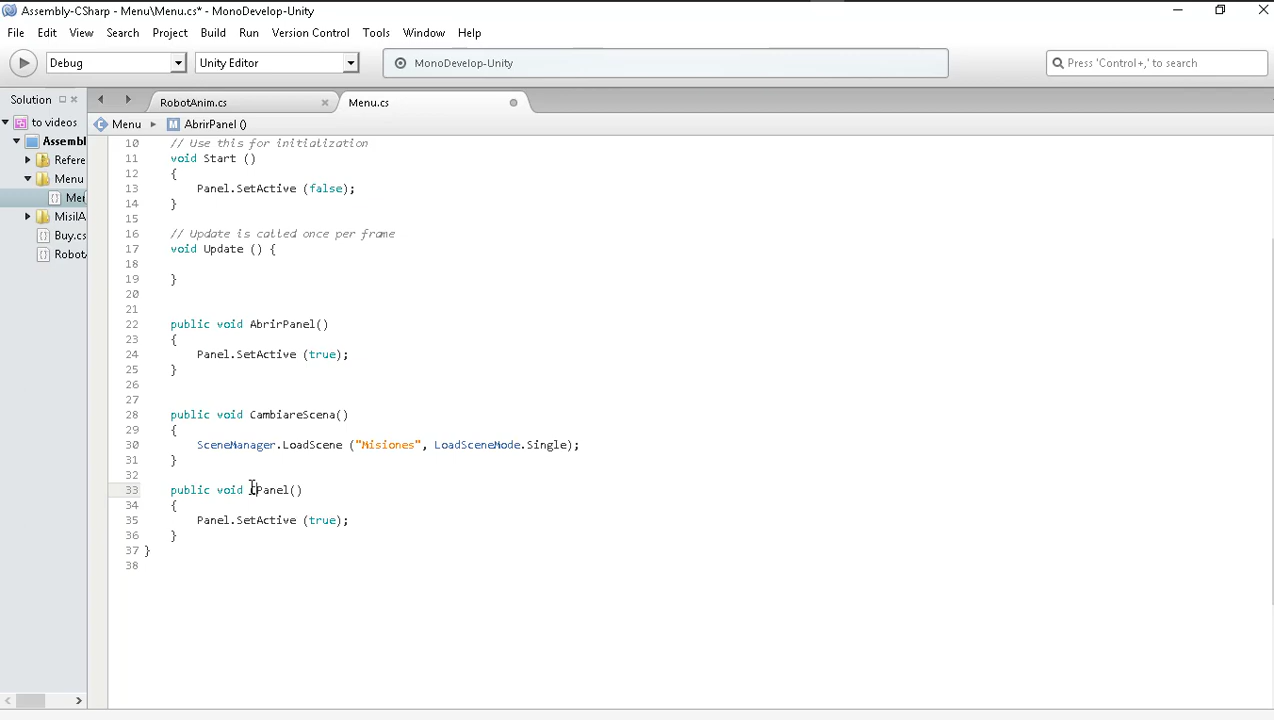 Assembly-CSharp - Menu\Menu.cs* - MonoDevelop-Unity
File Edit View Search Project Build Run Version Control Tools Window Help
Debug Unity Editor MonoDevelop-Unity Press 'Control+,' to search
Solution RobotAnim.cs Menu.cs
to videos Menu AbrirPanel ()
Assembl
Refere
Menu
Me
MisilA
Buy.cs
Robot
10 // Use this for initialization
11 void Start ()
12 {
13 Panel.SetActive (false);
14 }
15
16 // Update is called once per frame
17 void Update () {
18
19 }
20
21
22 public void AbrirPanel()
23 {
24 Panel.SetActive (true);
25 }
26
27
28 public void CambiareScena()
29 {
30 SceneManager.LoadScene ("Misiones", LoadSceneMode.Single);
31 }
32
33 public void Panel()
34 {
35 Panel.SetActive (true);
36 }
37 }
38